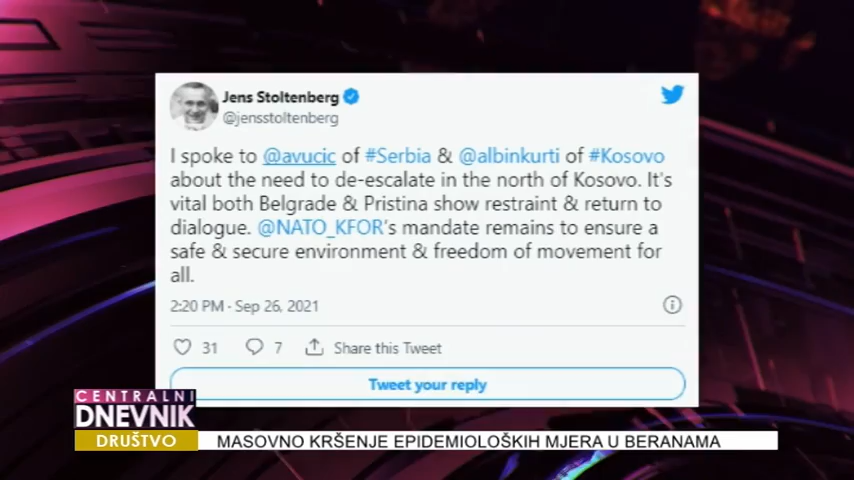 Jens Stoltenberg
@jensstoltenberg
I spoke to @avucic of #Serbia & @albinkurti of #Kosovo
about the need to de-escalate in the north of Kosovo. It's
vital both Belgrade & Pristina show restraint & return to
dialogue. @NATO_KFOR's mandate remains to ensure a
safe & secure environment & freedom of movement for
all.
2:20 PM - Sep 26, 2021
31 7 Share this Tweet
Tweet your reply
CENTRALNI
DNEVNIK
DRUŠTVO MASOVNO KRŠENJE EPIDEMIOLOŠKIH MJERA U BERANAMA